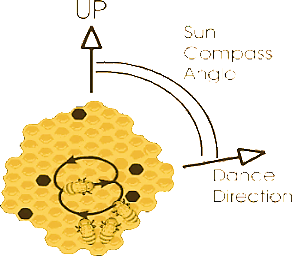 UP
Sun
Compass
Angle
Dance
Direction